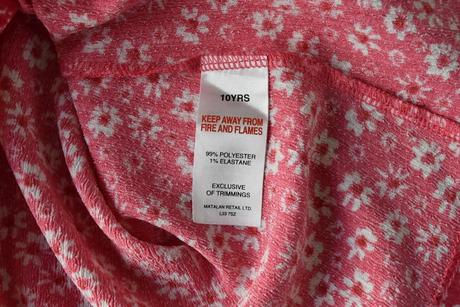 10YRS
KEEP AWAY FROM
FIRE AND FLAMES
99% POLYESTER
1% ELASTANE
EXCLUSIVE
OF TRIMMINGS
MATALAN RETAIL LTD.
L33 7SZ